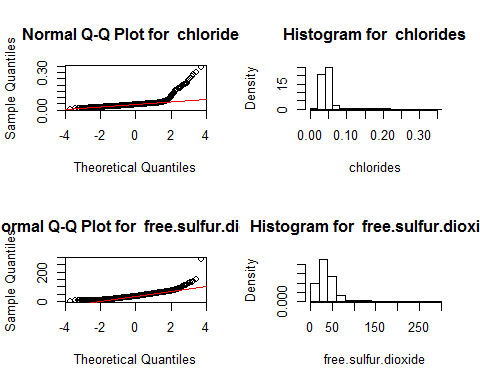 Normal Q-Q Plot for  chloride
Sample Quantiles
0.00
0.30
-4 -2 0 2 4
Theoretical Quantiles
Histogram for  chlorides
Density
0
15
0.00 0.10 0.20 0.30
chlorides
ormal Q-Q Plot for  free.sulfur.di
Sample Quantiles
0
200
-4 -2 0 2 4
Theoretical Quantiles
Histogram for  free.sulfur.dioxi
Density
0.000
0 50 150 250
free.sulfur.dioxide